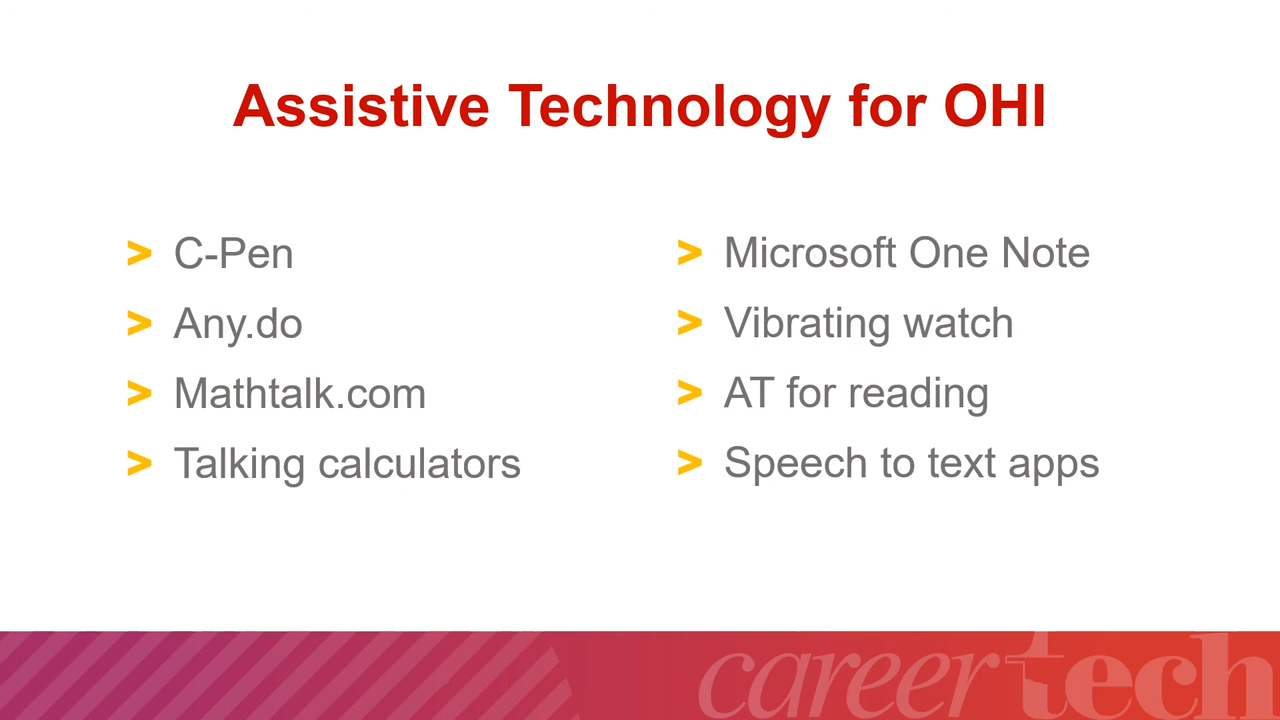 Assistive Technology for OHI
> C-Pen
> Any.do
> Mathtalk.com
> Talking calculators
> Microsoft One Note
> Vibrating watch
> AT for reading
> Speech to text apps
careertech